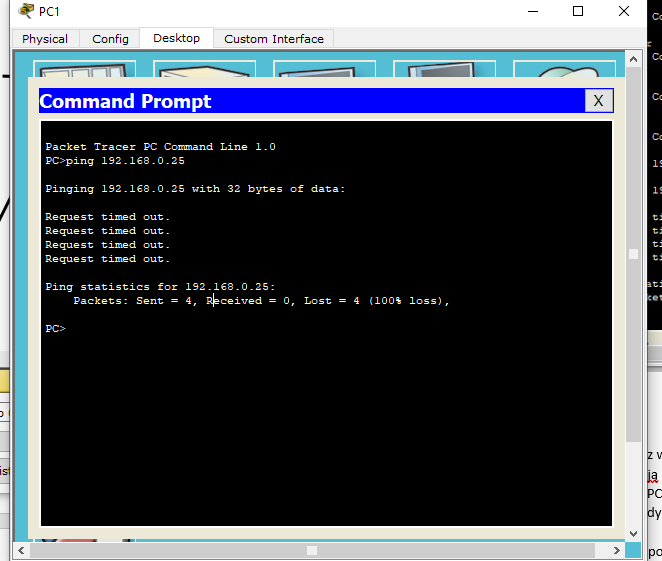 PC1
Physical Config Desktop Custom Interface
Command Prompt X
Packet Tracer PC Command Line 1.0
PC>ping 192.168.0.25
Pinging 192.168.0.25 with 32 bytes of data:
Request timed out.
Request timed out.
Request timed out.
Request timed out.
Ping statistics for 192.168.0.25:
Packets: Sent = 4, Received = 0, Lost = 4 (100% loss),
PC>